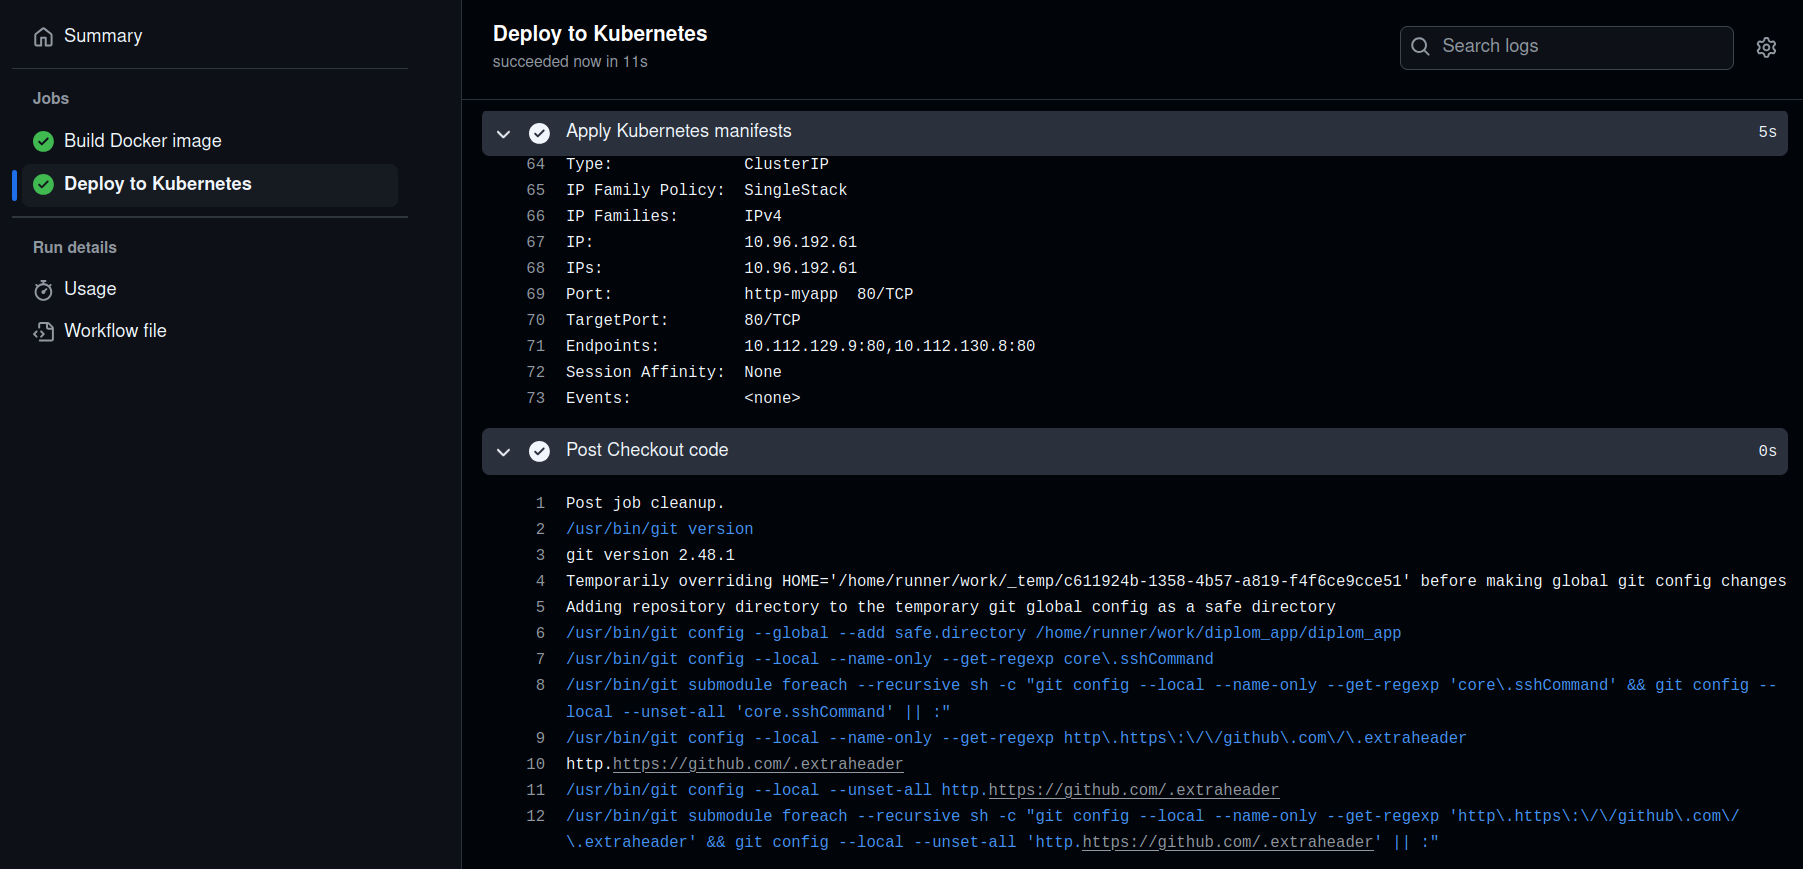 Summary
Jobs
Build Docker image
Deploy to Kubernetes
Run details
Usage
Workflow file
Deploy to Kubernetes
succeeded now in 11s
Search logs
Apply Kubernetes manifests 5s
64 Type: ClusterIP
65 IP Family Policy: SingleStack
66 IP Families: IPv4
67 IP: 10.96.192.61
68 IPs: 10.96.192.61
69 Port: http-myapp 80/TCP
70 TargetPort: 80/TCP
71 Endpoints: 10.112.129.9:80,10.112.130.8:80
72 Session Affinity: None
73 Events: <none>
Post Checkout code 0s
1 Post job cleanup.
2 /usr/bin/git version
3 git version 2.48.1
4 Temporarily overriding HOME='/home/runner/work/_temp/c611924b-1358-4b57-a819-f4f6ce9cce51' before making global git config changes
5 Adding repository directory to the temporary git global config as a safe directory
6 /usr/bin/git config --global --add safe.directory /home/runner/work/diplom_app/diplom_app
7 /usr/bin/git config --local --name-only --get-regexp core\.sshCommand
8 /usr/bin/git submodule foreach --recursive sh -c "git config --local --name-only --get-regexp 'core\.sshCommand' && git config --
local --unset-all 'core.sshCommand' || :"
9 /usr/bin/git config --local --name-only --get-regexp http\.https\:\/\/github\.com\/\.extraheader
10 http.https://github.com/.extraheader
11 /usr/bin/git config --local --unset-all http.https://github.com/.extraheader
12 /usr/bin/git submodule foreach --recursive sh -c "git config --local --name-only --get-regexp 'http\.https\:\/\/github\.com\/
\.extraheader' && git config --local --unset-all 'http.https://github.com/.extraheader' || :"